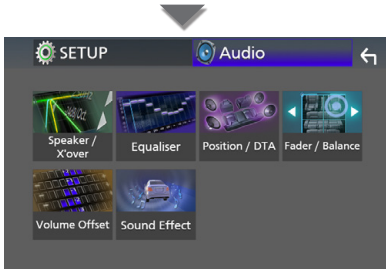 SETUP
Audio
Speaker /
X'over
Equaliser
Position / DTA
Fader / Balance
Volume Offset
Sound Effect